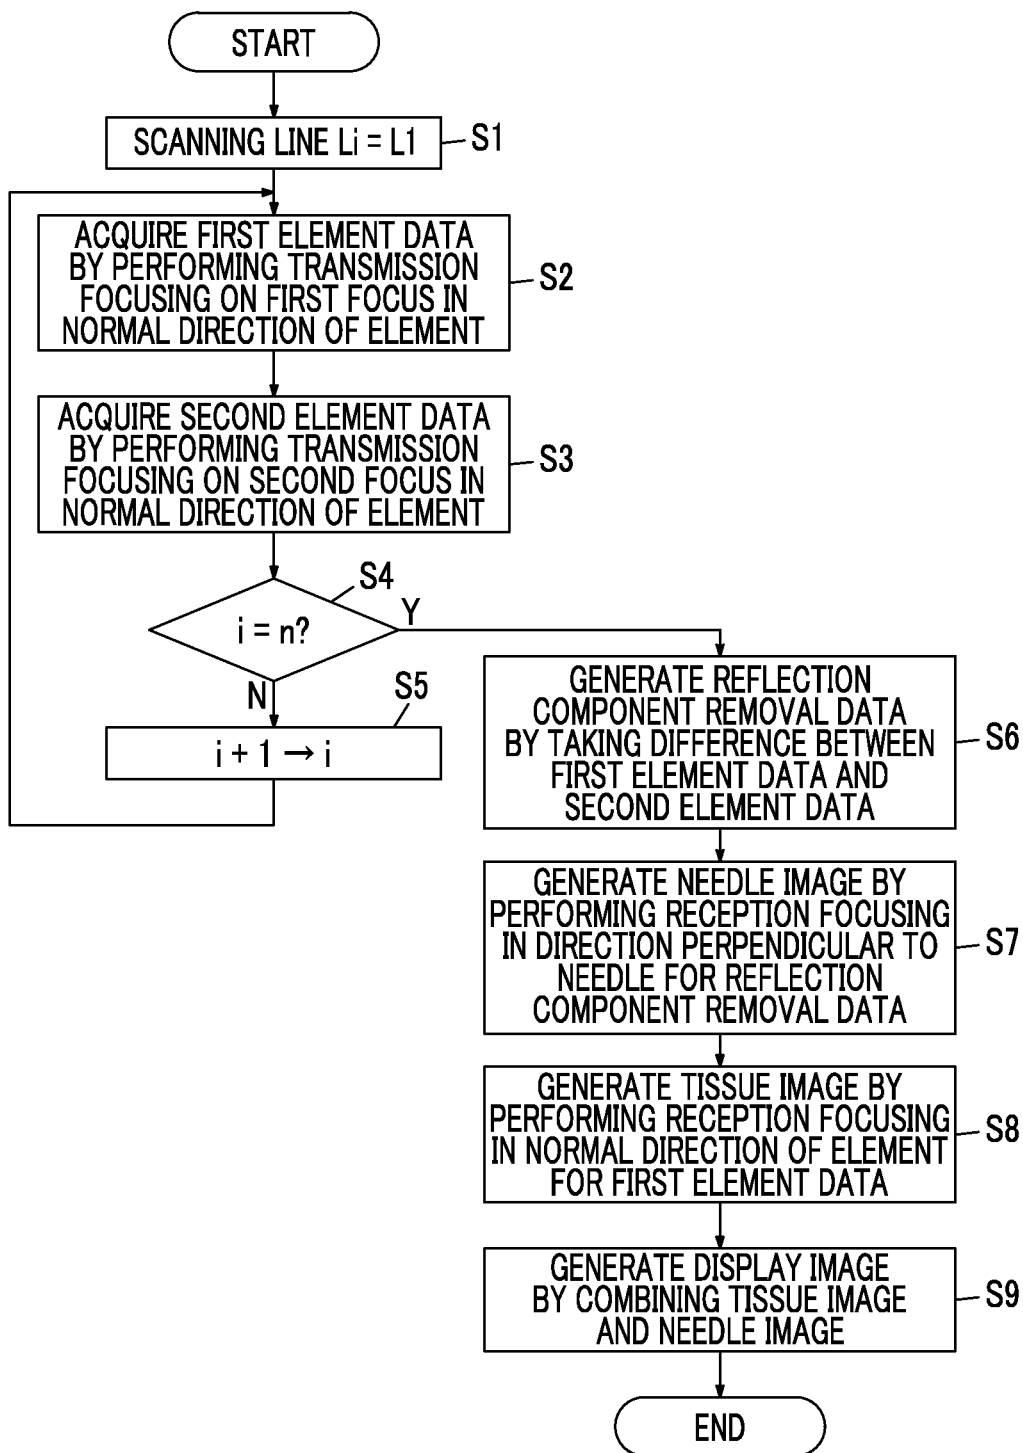 START
SCANNING LINE Li = L1
S1
ACQUIRE FIRST ELEMENT DATA
BY PERFORMING TRANSMISSION
FOCUSING ON FIRST FOCUS IN
NORMAL DIRECTION OF ELEMENT
S2
ACQUIRE SECOND ELEMENT DATA
BY PERFORMING TRANSMISSION
FOCUSING ON SECOND FOCUS IN
NORMAL DIRECTION OF ELEMENT
S3
i = n?
S4
Y
N
i + 1 → i
S5
GENERATE REFLECTION
COMPONENT REMOVAL DATA
BY TAKING DIFFERENCE BETWEEN
FIRST ELEMENT DATA AND
SECOND ELEMENT DATA
S6
GENERATE NEEDLE IMAGE BY
PERFORMING RECEPTION FOCUSING
IN DIRECTION PERPENDICULAR TO
NEEDLE FOR REFLECTION
COMPONENT REMOVAL DATA
S7
GENERATE TISSUE IMAGE BY
PERFORMING RECEPTION FOCUSING
IN NORMAL DIRECTION OF ELEMENT
FOR FIRST ELEMENT DATA
S8
GENERATE DISPLAY IMAGE
BY COMBINING TISSUE IMAGE
AND NEEDLE IMAGE
S9
END